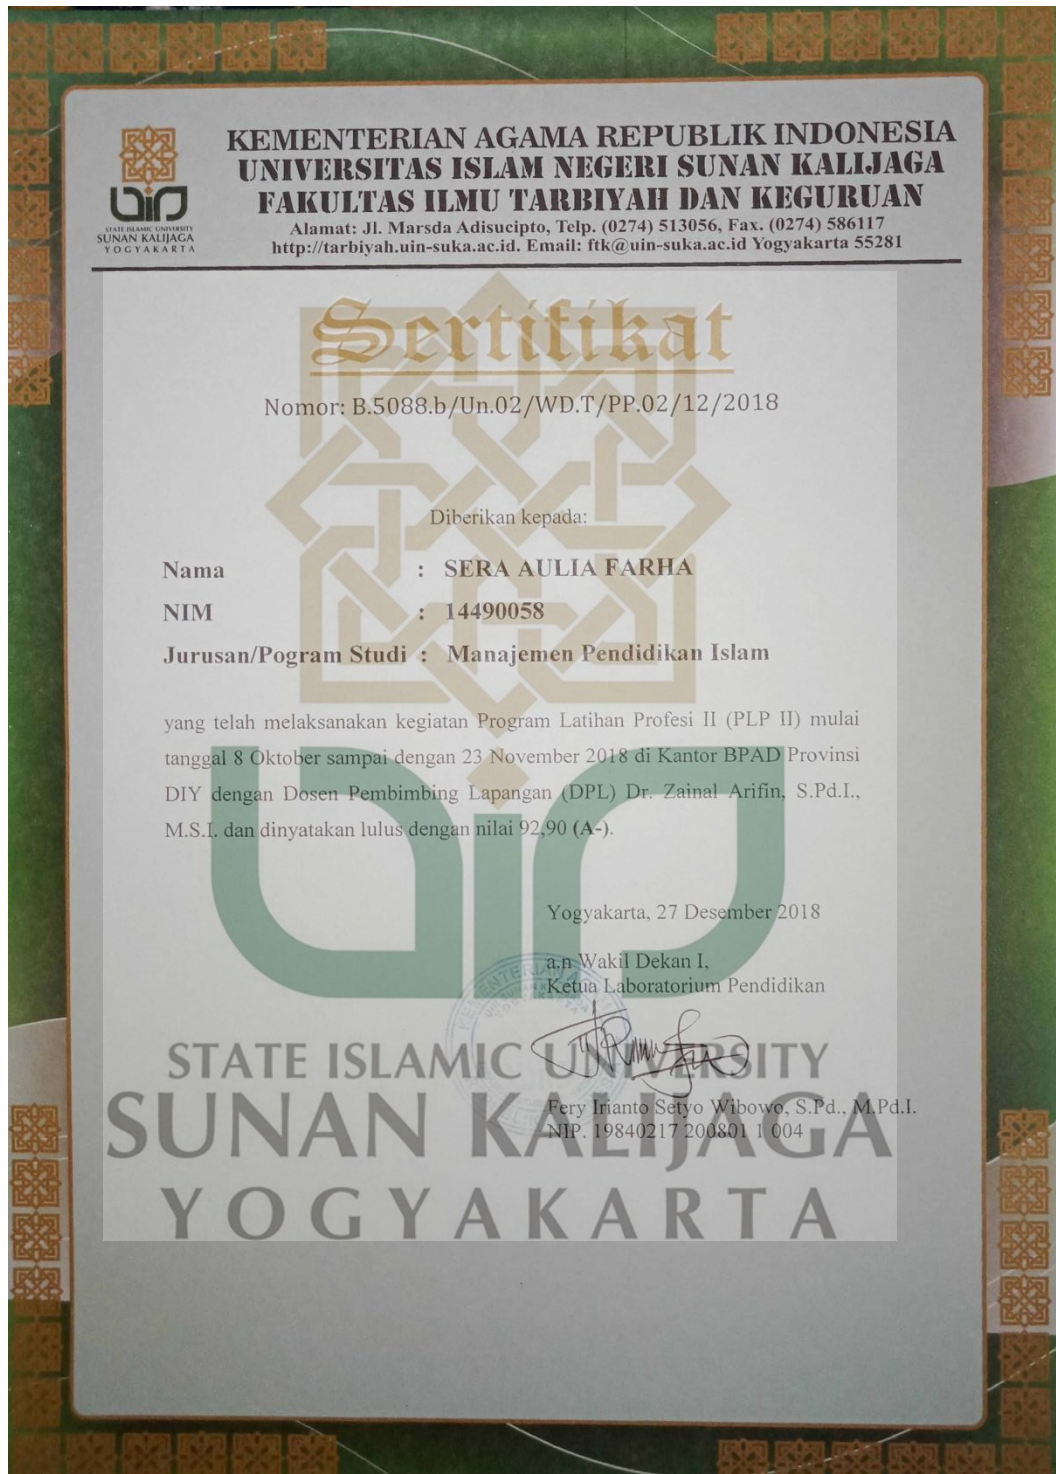 KEMENTERIAN AGAMA REPUBLIK INDONESIA
UNIVERSITAS ISLAM NEGERI SUNAN KALIJAGA
FAKULTAS ILMU TARBIYAH DAN KEGURUAN
Alamat: Jl. Marsda Adisucipto, Telp. (0274) 513056, Fax. (0274) 586117
http://tarbiyah.uin-suka.ac.id. Email: ftk@uin-suka.ac.id Yogyakarta 55281
STATE ISLAMIC UNIVERSITY
SUNAN KALIJAGA
YOGYAKARTA
Sertifikat
Nomor: B.5088.b/Un.02/WD.T/PP.02/12/2018
Diberikan kepada:
Nama : SERA AULIA FARHA
NIM : 14490058
Jurusan/Pogram Studi : Manajemen Pendidikan Islam
yang telah melaksanakan kegiatan Program Latihan Profesi II (PLP II) mulai
tanggal 8 Oktober sampai dengan 23 November 2018 di Kantor BPAD Provinsi
DIY dengan Dosen Pembimbing Lapangan (DPL) Dr. Zainal Arifin, S.Pd.I.,
M.S.I. dan dinyatakan lulus dengan nilai 92,90 (A-).
Yogyakarta, 27 Desember 2018
a.n Wakil Dekan I,
Ketua Laboratorium Pendidikan
Fery Irianto Setyo Wibowo, S.Pd., M.Pd.I.
NIP. 19840217 200801 1 004
STATE ISLAMIC UNIVERSITY
SUNAN KALIJAGA
YOGYAKARTA